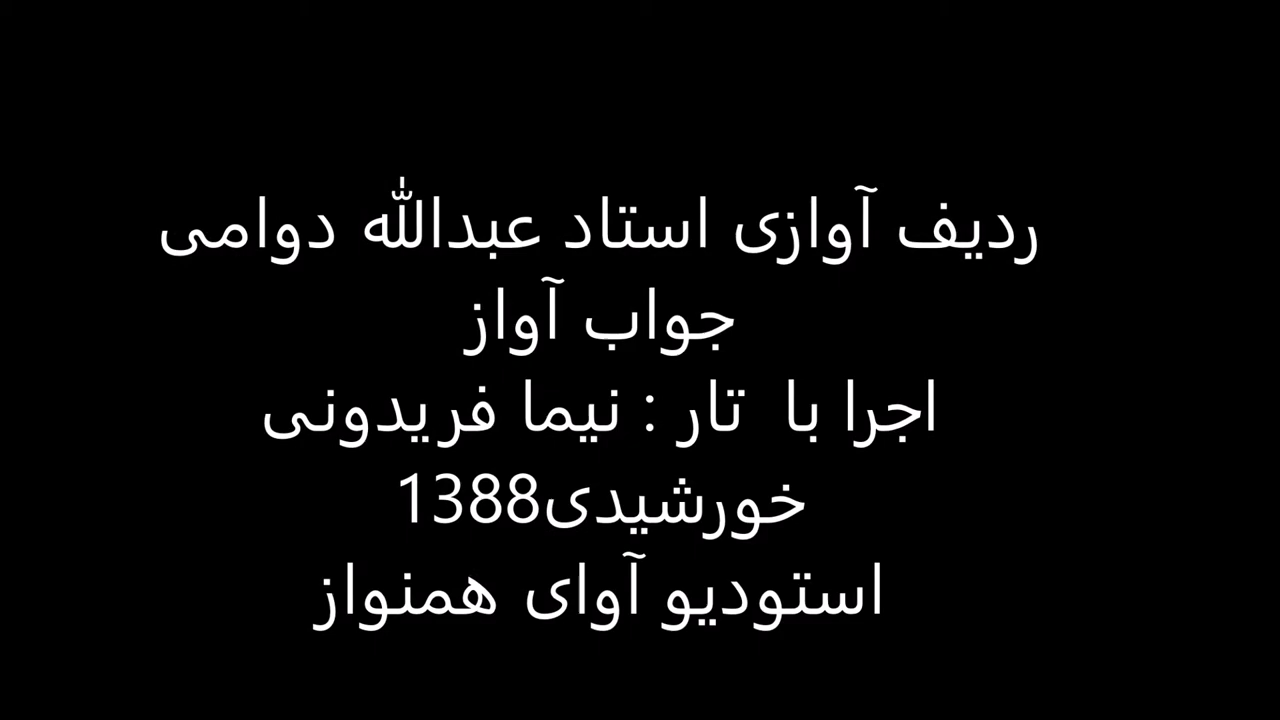 ردیف آوازی استاد عبدالله دوامی
جواب آواز
اجرا با  تار : نیما فریدونی
خورشیدی1388
استودیو آوای همنواز